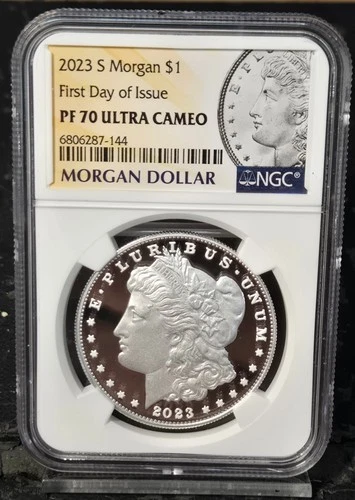 2023 S Morgan $1
First Day of Issue
PF 70 ULTRA CAMEO
6806287-144
MORGAN DOLLAR
NGC®
E · PLURIBUS · UNUM
2023